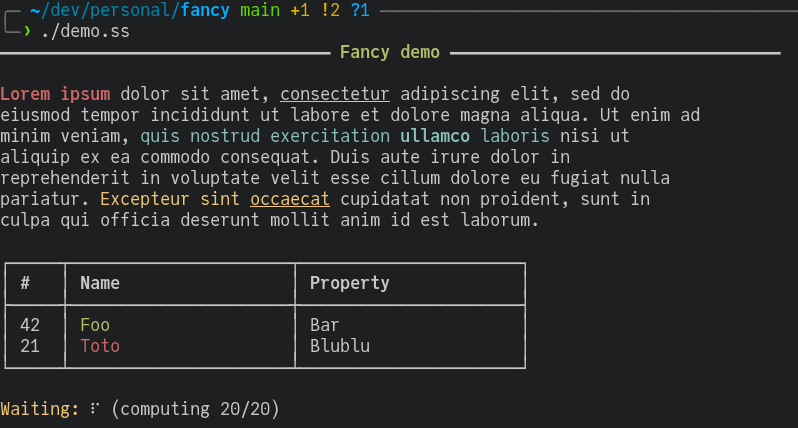 ~/dev/personal/fancy main +1 !2 ?1
❯ ./demo.ss
Fancy demo
Lorem ipsum dolor sit amet, consectetur adipiscing elit, sed do
eiusmod tempor incididunt ut labore et dolore magna aliqua. Ut enim ad
minim veniam, quis nostrud exercitation ullamco laboris nisi ut
aliquip ex ea commodo consequat. Duis aute irure dolor in
reprehenderit in voluptate velit esse cillum dolore eu fugiat nulla
pariatur. Excepteur sint occaecat cupidatat non proident, sunt in
culpa qui officia deserunt mollit anim id est laborum.
# Name Property
42 Foo Bar
21 Toto Blublu
Waiting: ⠏ (computing 20/20)